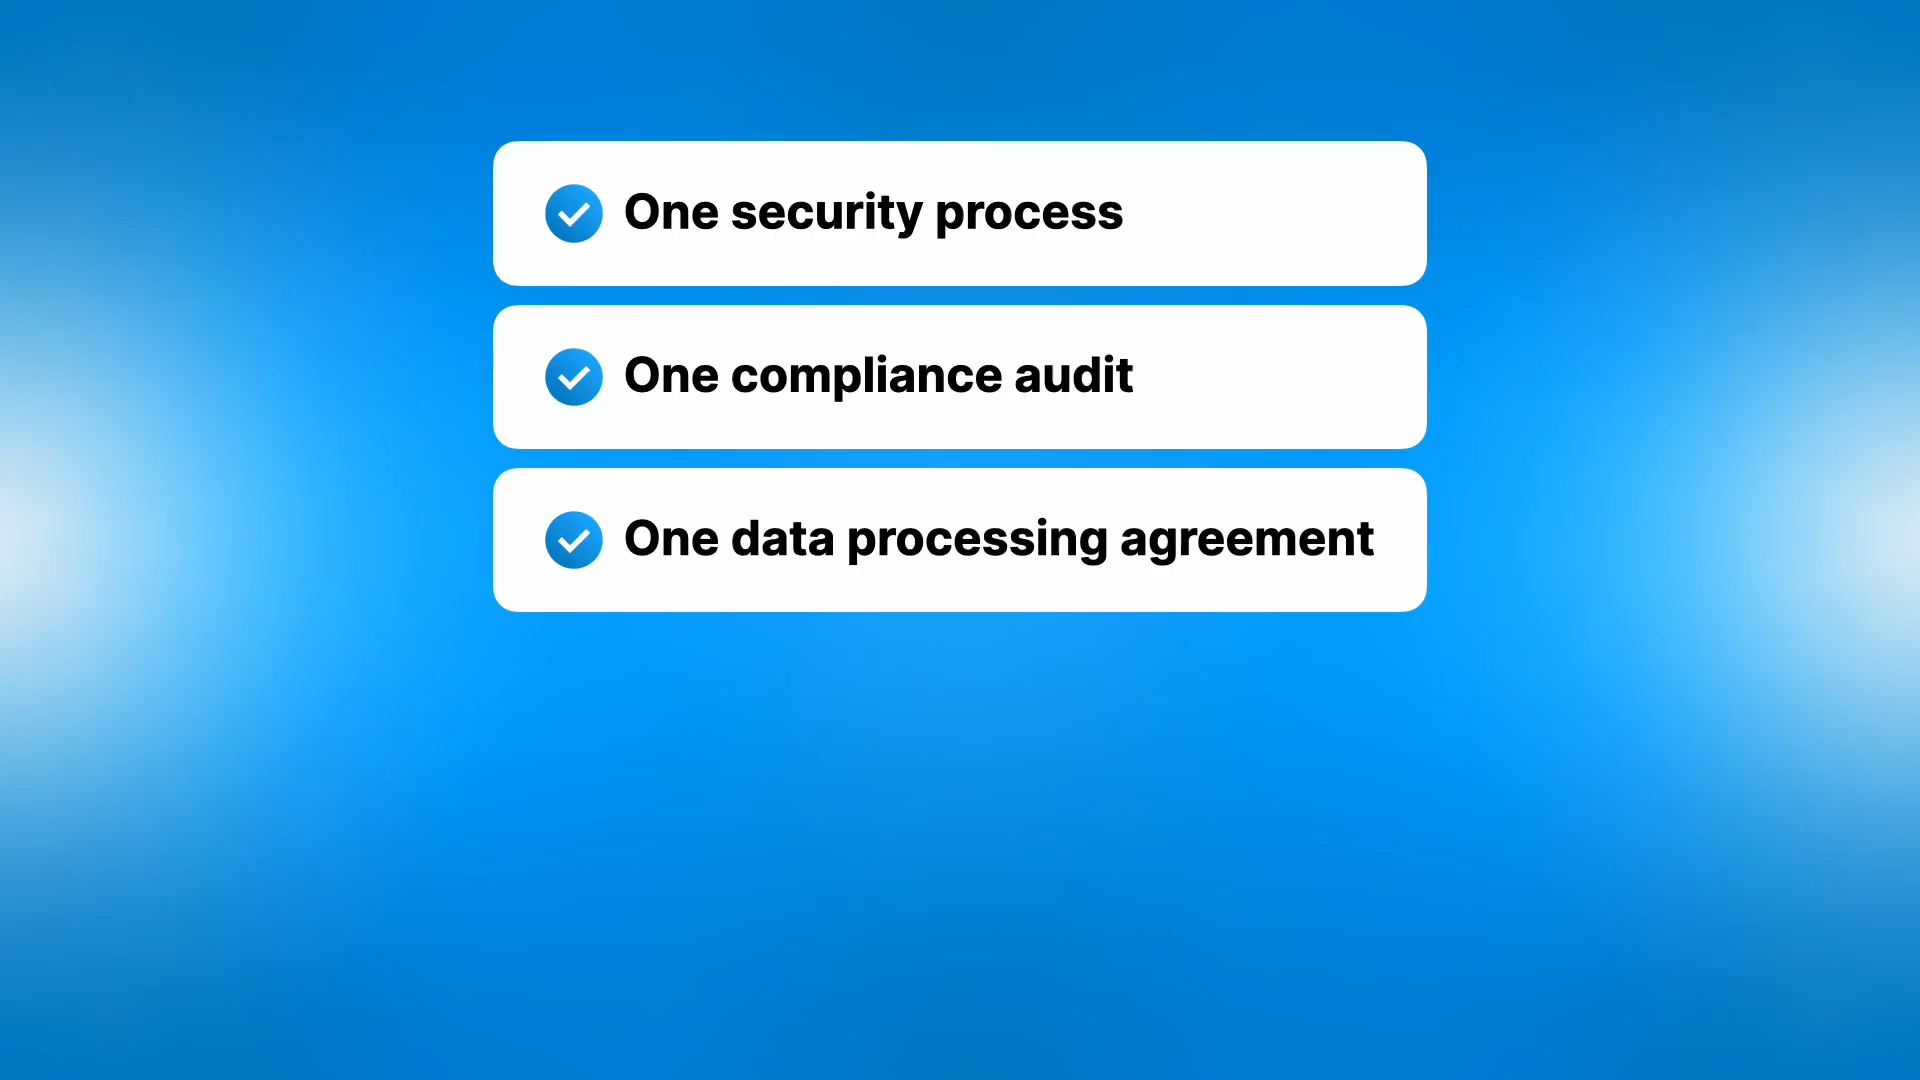 One security process
One compliance audit
One data processing agreement